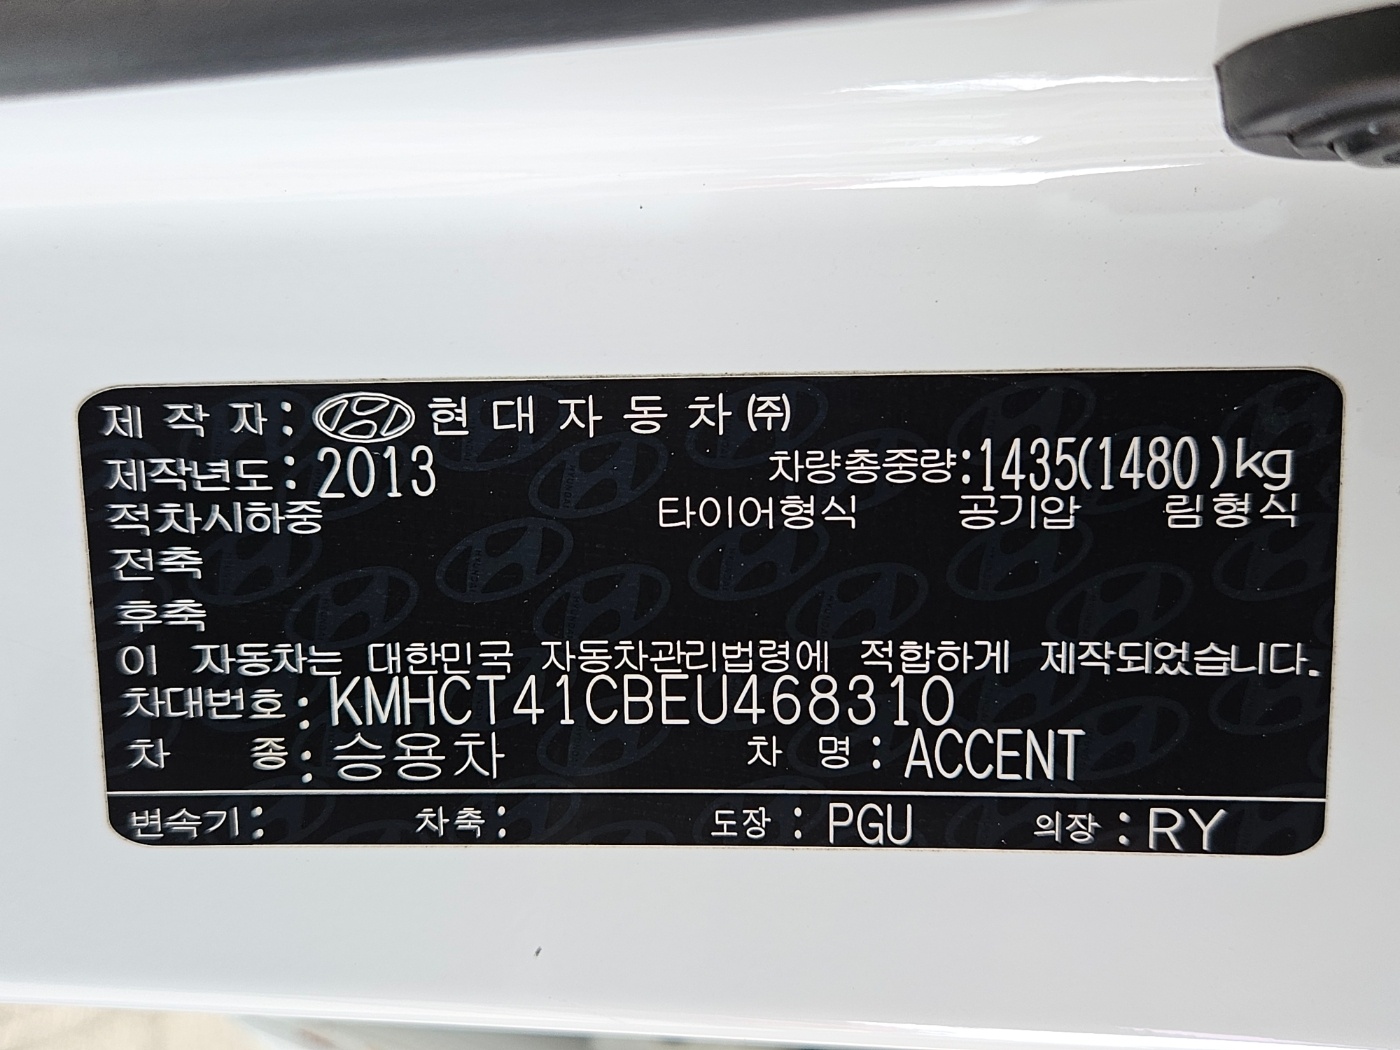 제 작 자 : 현 대 자 동 차 ㈜
제작년도 : 2013 차량총중량 : 1435(1480 ) kg
적차시하중 타이어형식 공기압 림형식
전축
후축
이 자동차는 대한민국 자동차관리법령에 적합하게 제작되었습니다.
차대번호 : KMHCT41CBEU468310
차 종 : 승용차 차 명 : ACCENT
변속기 : 차축 : 도장 : PGU 의장 : RY